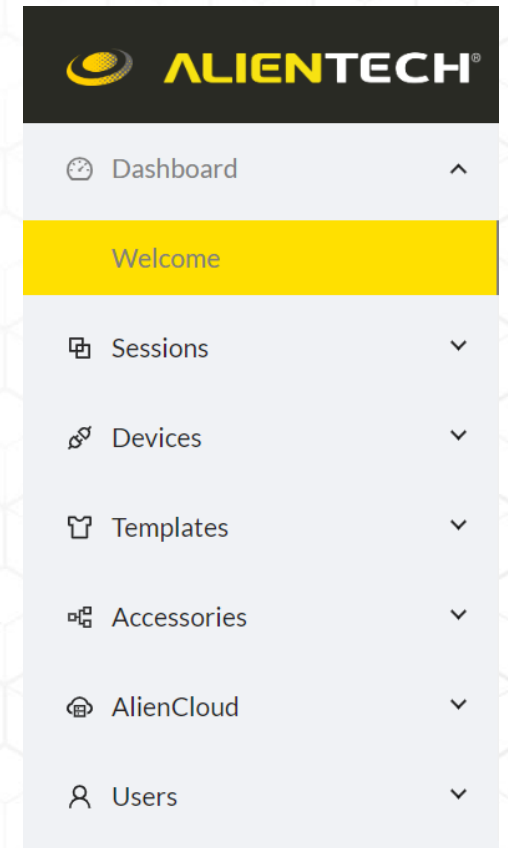 ALIENTECH®
Dashboard
Welcome
Sessions
Devices
Templates
Accessories
AlienCloud
Users